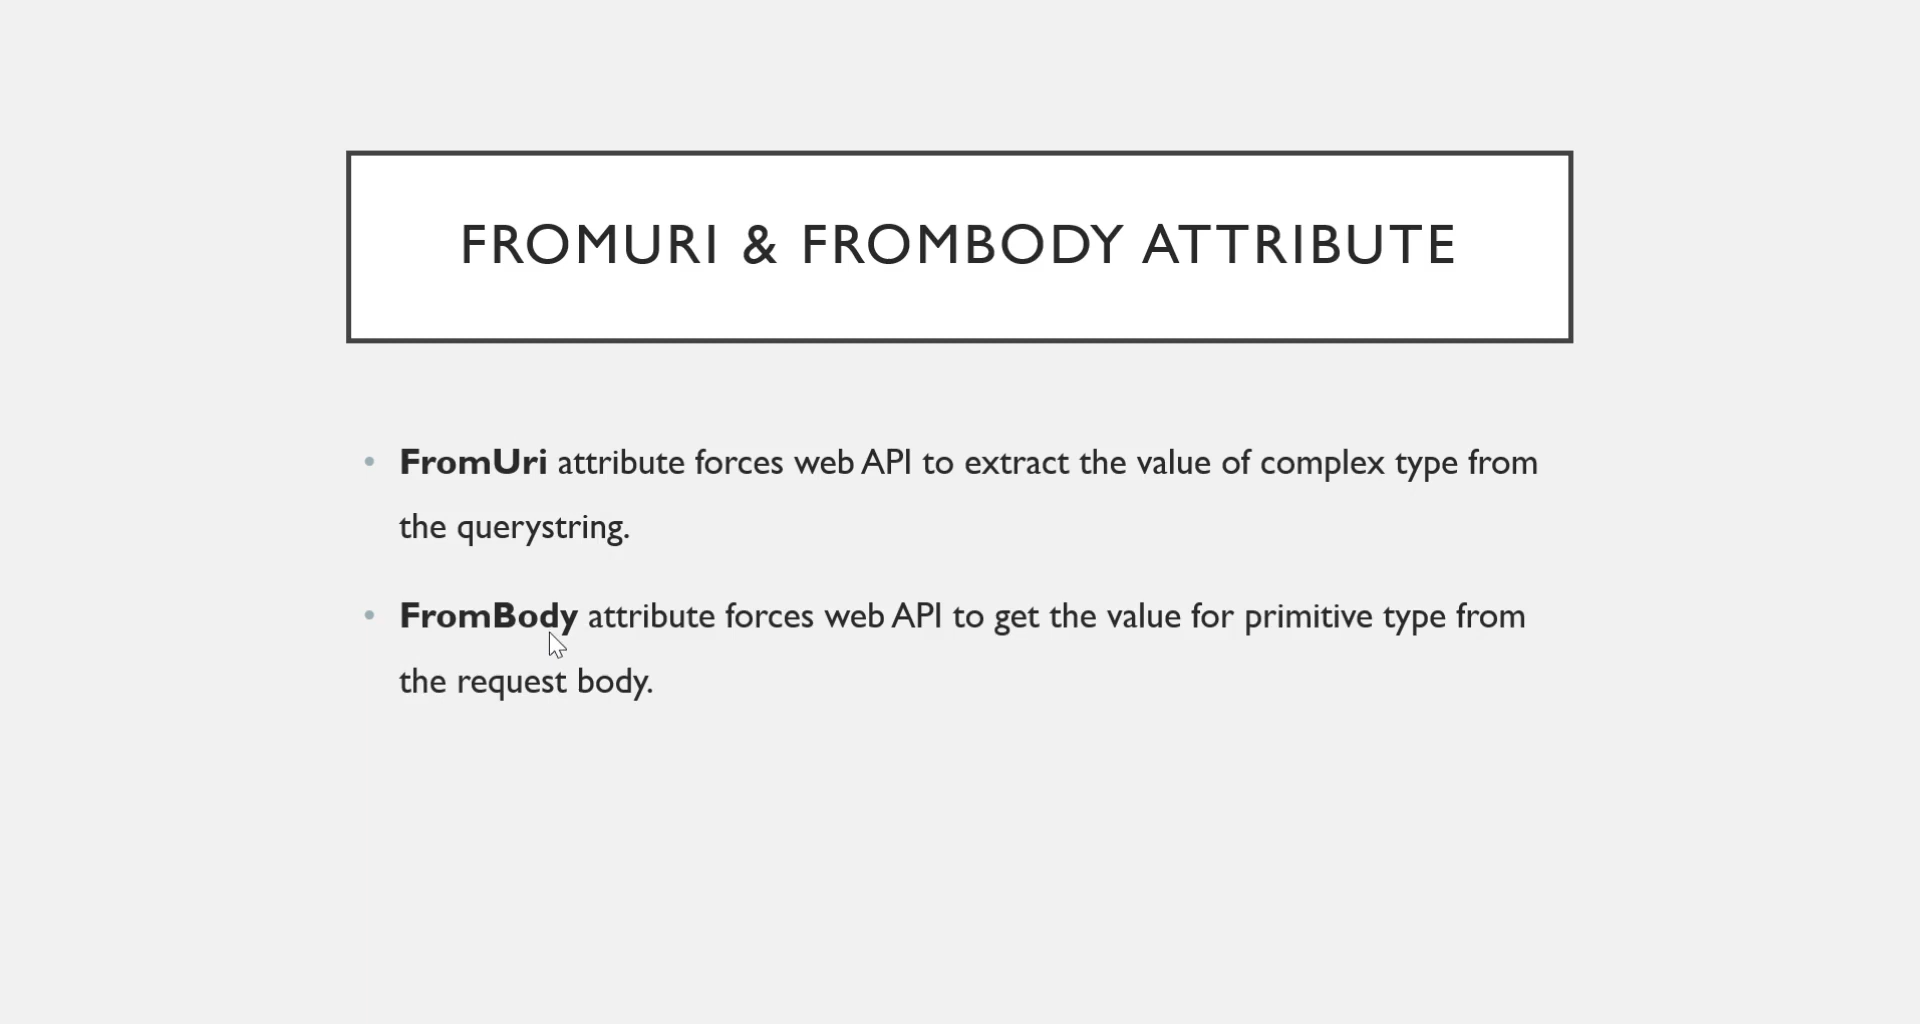 FROMURI & FROMBODY ATTRIBUTE
• FromUri attribute forces web API to extract the value of complex type from
the querystring.
• FromBody attribute forces web API to get the value for primitive type from
the request body.